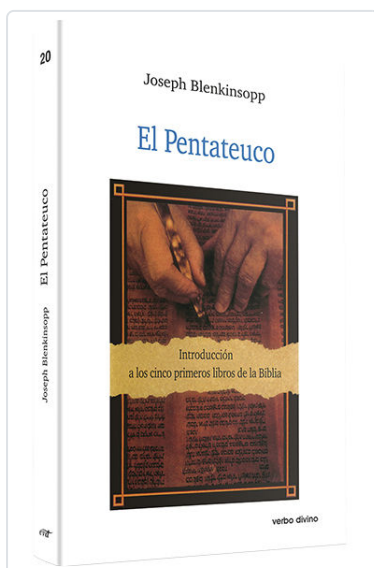 20
El Pentateuco
Joseph Blenkinsopp
evd
Joseph Blenkinsopp
El Pentateuco
Introducción
a los cinco primeros libros de la Biblia
verbo divino